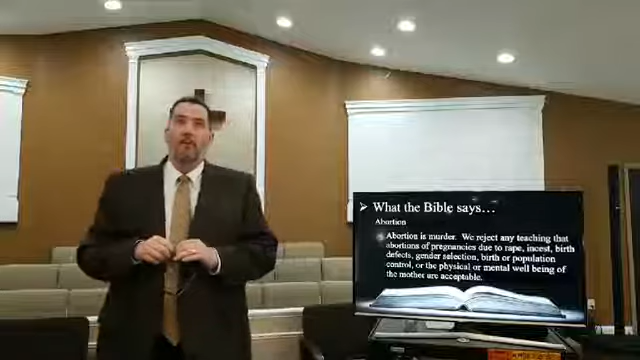 What the Bible says...
Abortion
Abortion is murder. We reject any teaching that
abortions of pregnancies due to rape, incest, birth
defects, gender selection, birth or population
control, or the physical or mental well being of
the mother are acceptable.